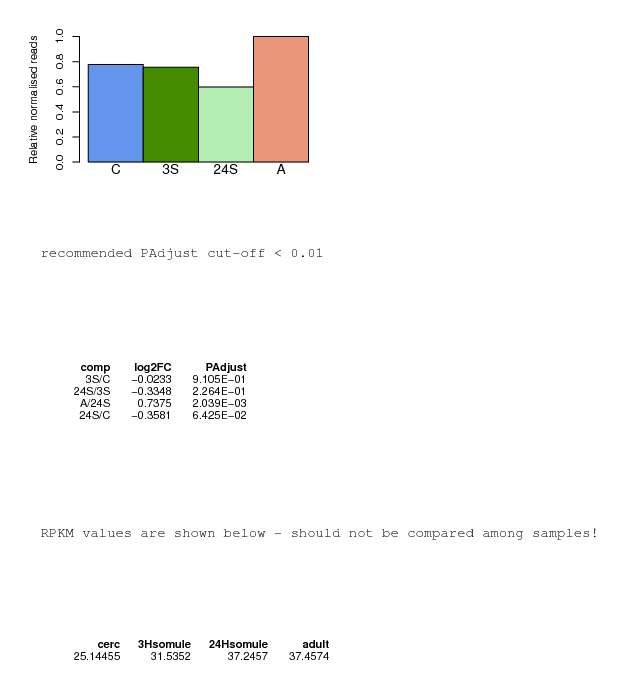 Relative normalised reads
1.0
0.8
0.6
0.4
0.2
0.0
C 3S 24S A
recommended PAdjust cut-off < 0.01
comp log2FC PAdjust
3S/C −0.0233 9.105E−01
24S/3S −0.3348 2.264E−01
A/24S 0.7375 2.039E−03
24S/C −0.3581 6.425E−02
RPKM values are shown below - should not be compared among samples!
cerc 3Hsomule 24Hsomule adult
25.14455 31.5352 37.2457 37.4574